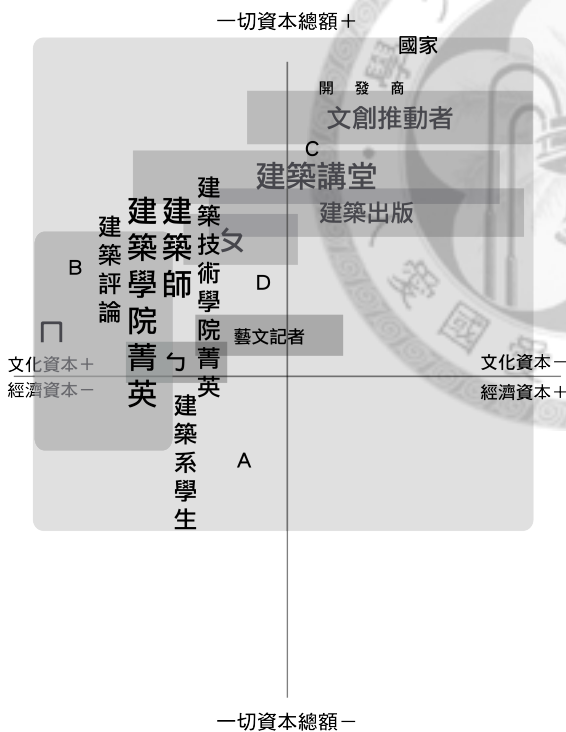 一切資本總額＋
國家
開發商
文創推動者
C
建築講堂
建築出版
建築技術學院菁英
建築師
建築學院菁英
建築評論
ㄆ
B
D
ㄇ
藝文記者
ㄅ
文化資本＋
經濟資本－
文化資本－
經濟資本＋
建築系學生
A
一切資本總額－
愛國愛
學